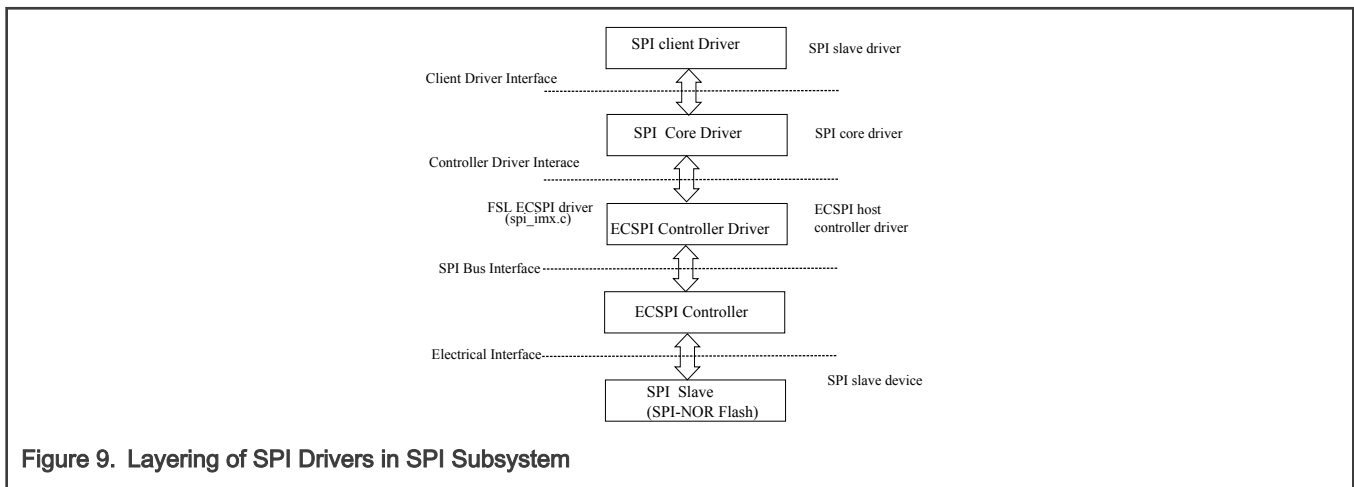 SPI client Driver
SPI slave driver
Client Driver Interface
SPI Core Driver
SPI core driver
Controller Driver Interace
FSL ECSPI driver
(spi_imx.c)
ECSPI Controller Driver
ECSPI host
controller driver
SPI Bus Interface
ECSPI Controller
Electrical Interface
SPI slave device
SPI Slave
(SPI-NOR Flash)
Figure 9. Layering of SPI Drivers in SPI Subsystem